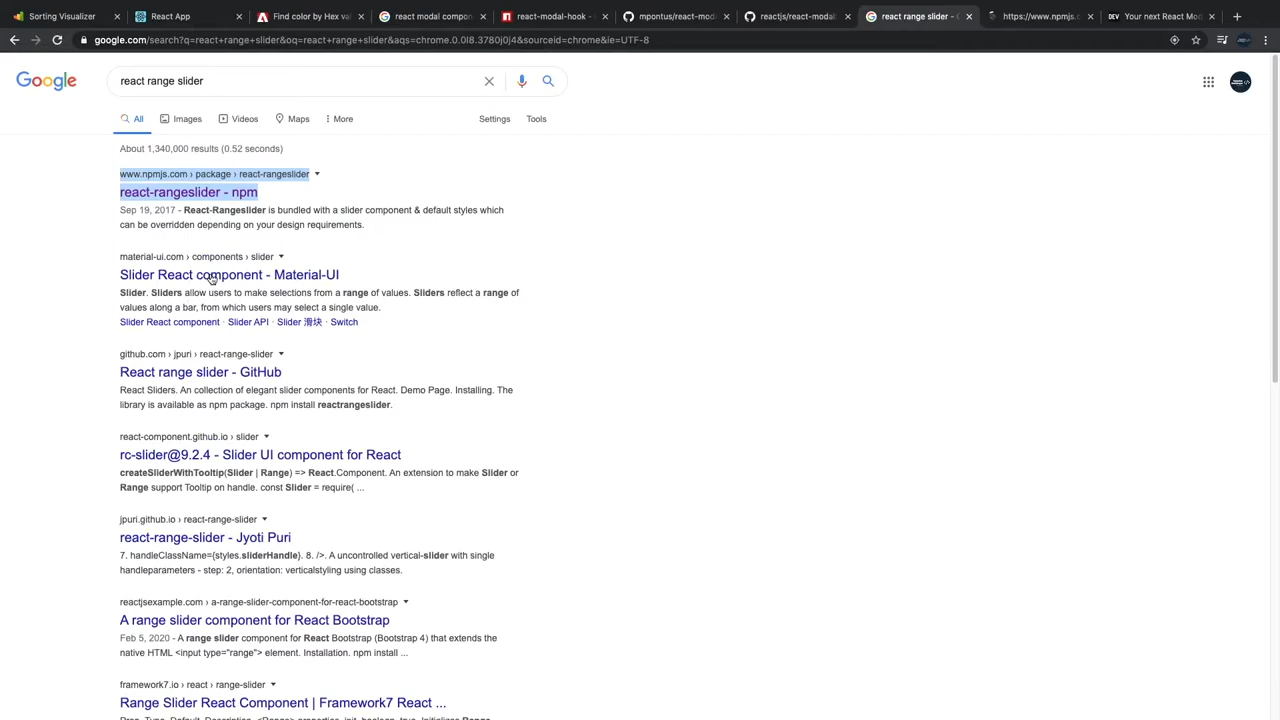 Sorting Visualizer
React App
Find color by Hex va
react modal compon
react-modal-hook -
mpontus/react-moda
reactjs/react-modal
react range slider - G
https://www.npmjs.c
DEV Your next React Mod
google.com/search?q=react+range+slider&oq=react+range+slider&aqs=chrome.0.0l8.3780j0j4&sourceid=chrome&ie=UTF-8
Google
react range slider
All
Images
Videos
Maps
More
Settings
Tools
About 1,340,000 results (0.52 seconds)
www.npmjs.com › package › react-rangeslider
react-rangeslider - npm
Sep 19, 2017 - React-Rangeslider is bundled with a slider component & default styles which
can be overridden depending on your design requirements.
material-ui.com › components › slider
Slider React component - Material-UI
Slider. Sliders allow users to make selections from a range of values. Sliders reflect a range of
values along a bar, from which users may select a single value.
Slider React component · Slider API · Slider 滑块 · Switch
github.com › jpuri › react-range-slider
React range slider - GitHub
React Sliders. An collection of elegant slider components for React. Demo Page. Installing. The
library is available as npm package. npm install reactrangeslider.
react-component.github.io › slider
rc-slider@9.2.4 - Slider UI component for React
createSliderWithTooltip(Slider | Range) => React.Component. An extension to make Slider or
Range support Tooltip on handle. const Slider = require( ...
jpuri.github.io › react-range-slider
react-range-slider - Jyoti Puri
7. handleClassName={styles.sliderHandle}. 8. />. A uncontrolled vertical-slider with single
handleparameters - step: 2, orientation: verticalstyling using classes.
reactjsexample.com › a-range-slider-component-for-react-bootstrap
A range slider component for React Bootstrap
Feb 5, 2020 - A range slider component for React Bootstrap (Bootstrap 4) that extends the
native HTML <input type="range"> element. Installation. npm install ...
framework7.io › react › range-slider
Range Slider React Component | Framework7 React ...
Prop. Type. Default. Description. <Range> properties. init. boolean. true. Initializes Range